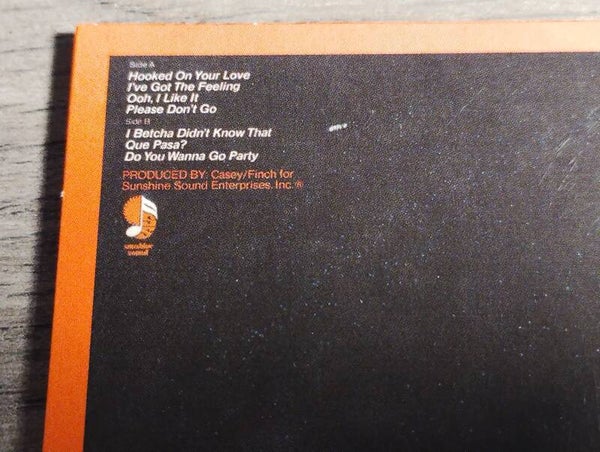 Side A
Hooked On Your Love
I've Got The Feeling
Ooh, I Like It
Please Don't Go
Side B
I Betcha Didn't Know That
Que Pasa?
Do You Wanna Go Party
PRODUCED BY: Casey/Finch for
Sunshine Sound Enterprises, Inc.®
sunshine
sound